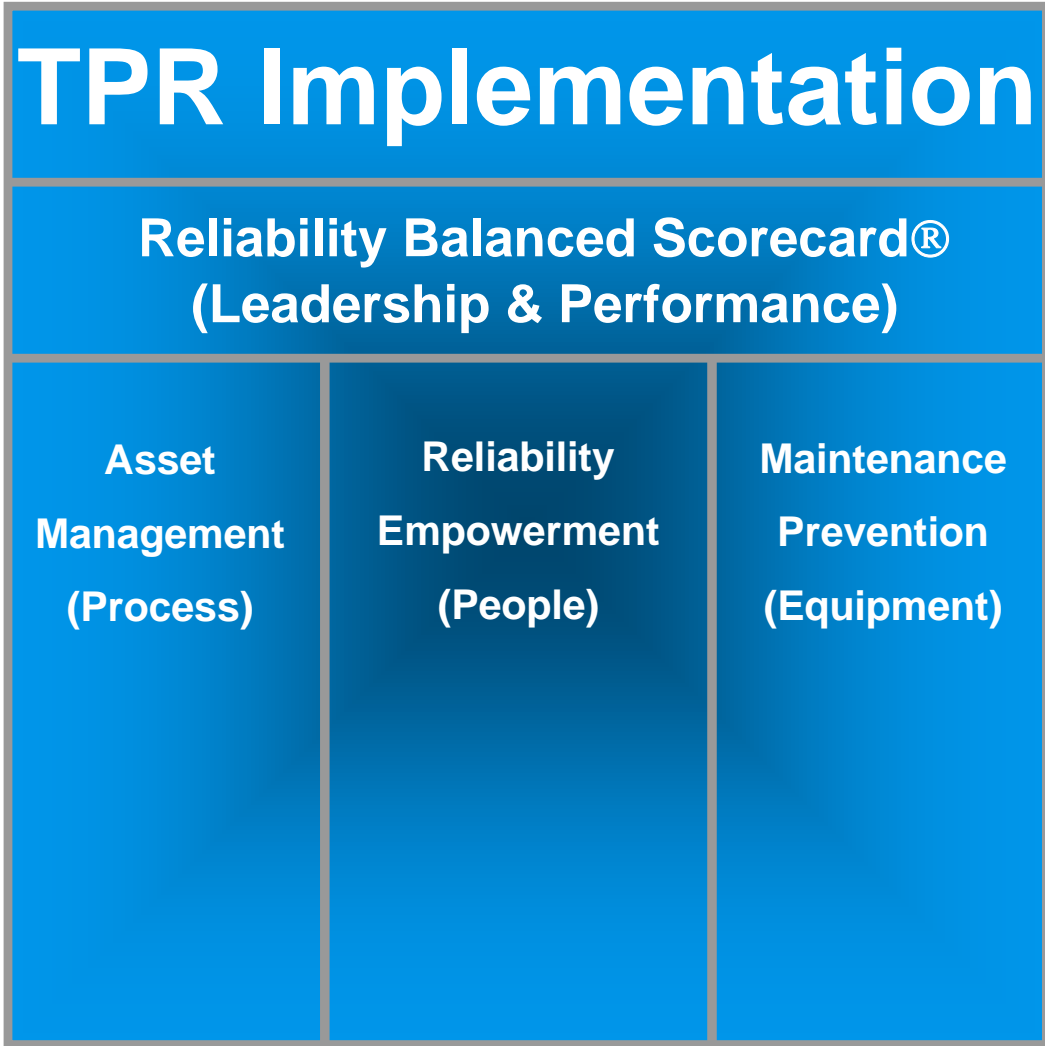 TPR Implementation
Reliability Balanced Scorecard®
(Leadership & Performance)
Asset
Management
(Process)
Reliability
Empowerment
(People)
Maintenance
Prevention
(Equipment)